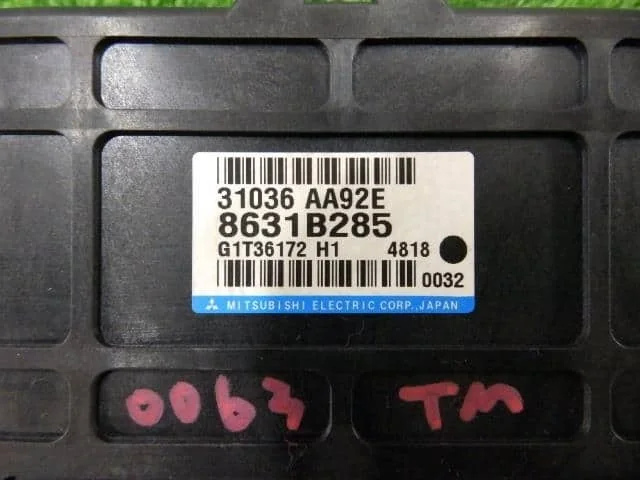 31036 AA92E
8631B285
G1T36172 H1 4818
0032
MITSUBISHI ELECTRIC CORP.,JAPAN
0063 TM